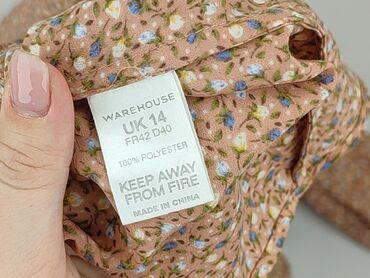 WAREHOUSE
UK 14
FR42 D40
100% POLYESTER
KEEP AWAY
FROM FIRE
MADE IN CHINA